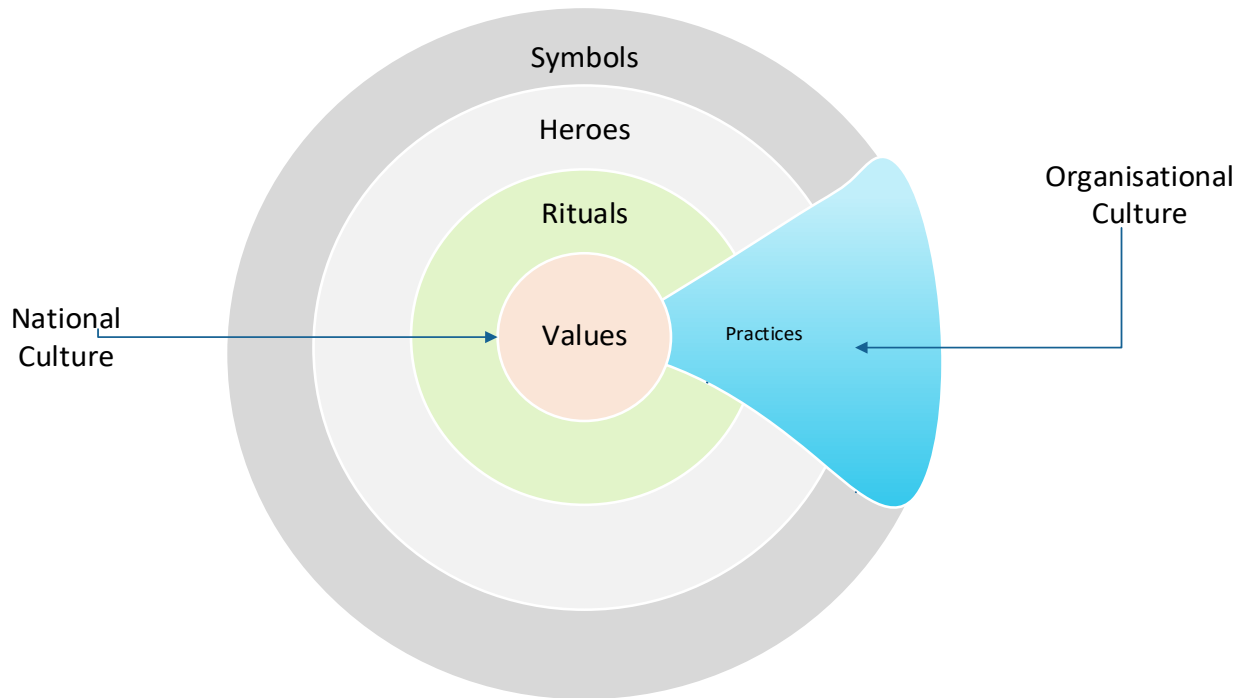 Symbols
Heroes
Organisational
Culture
Rituals
National
Culture
Values
Practices